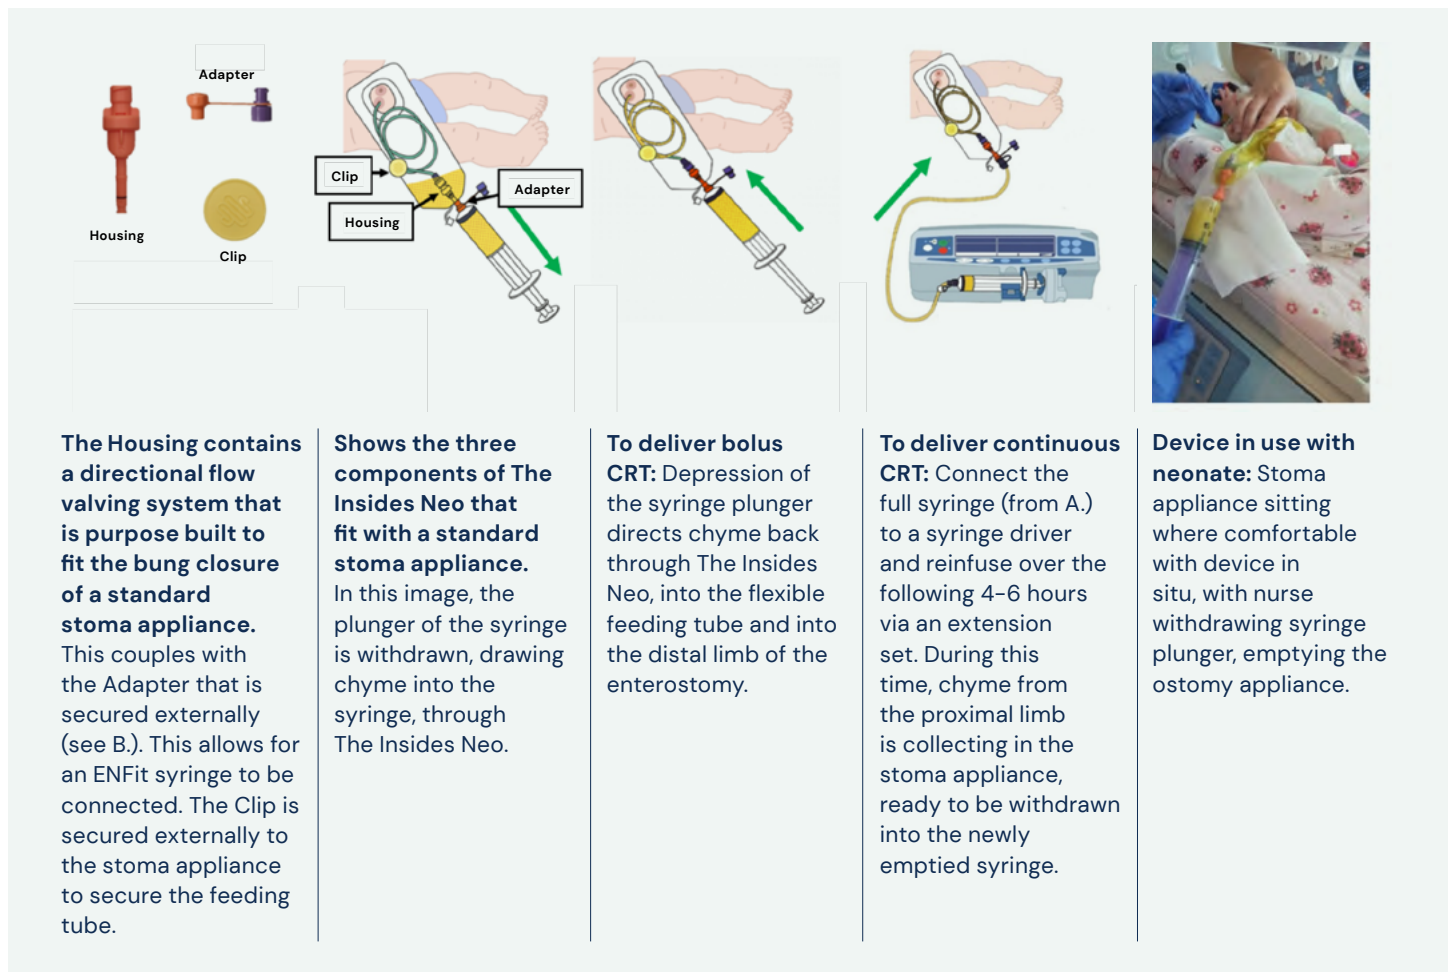 Adapter
Housing
Clip
Clip
Housing
Adapter
The Housing contains
a directional flow
valving system that
is purpose built to
fit the bung closure
of a standard
stoma appliance.
This couples with
the Adapter that is
secured externally
(see B.). This allows for
an ENFit syringe to be
connected. The Clip is
secured externally to
the stoma appliance
to secure the feeding
tube.
Shows the three
components of The
Insides Neo that
fit with a standard
stoma appliance.
In this image, the
plunger of the syringe
is withdrawn, drawing
chyme into the
syringe, through
The Insides Neo.
To deliver bolus
CRT: Depression of
the syringe plunger
directs chyme back
through The Insides
Neo, into the flexible
feeding tube and into
the distal limb of the
enterostomy.
To deliver continuous
CRT: Connect the
full syringe (from A.)
to a syringe driver
and reinfuse over the
following 4-6 hours
via an extension
set. During this
time, chyme from
the proximal limb
is collecting in the
stoma appliance,
ready to be withdrawn
into the newly
emptied syringe.
Device in use with
neonate: Stoma
appliance sitting
where comfortable
with device in
situ, with nurse
withdrawing syringe
plunger, emptying the
ostomy appliance.